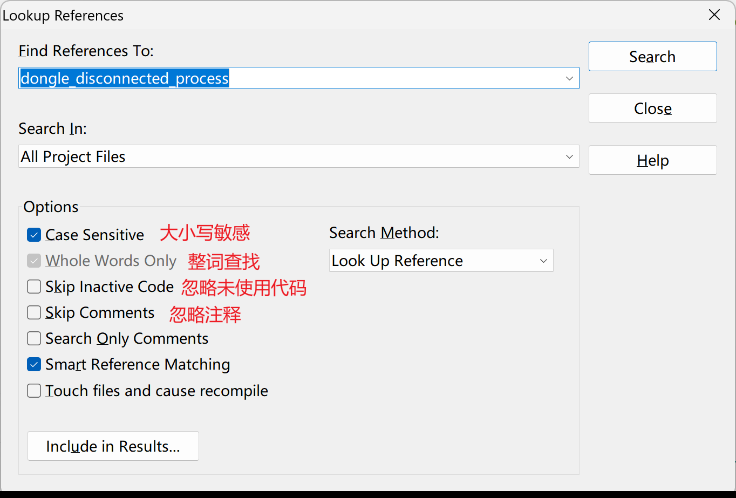 Lookup References
Find References To:
dongle_disconnected_process
Search
Close
Search In:
All Project Files
Help
Options
Case Sensitive 大小写敏感
Search Method:
Whole Words Only 整词查找
Look Up Reference
Skip Inactive Code 忽略未使用代码
Skip Comments 忽略注释
Search Only Comments
Smart Reference Matching
Touch files and cause recompile
Include in Results...